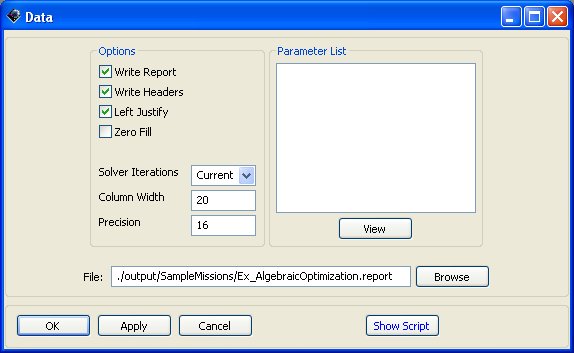 Data
Options
Write Report
Write Headers
Left Justify
Zero Fill
Solver Iterations Current
Column Width 20
Precision 16
Parameter List
View
File: ./output/SampleMissions/Ex_AlgebraicOptimization.report Browse
OK Apply Cancel Show Script